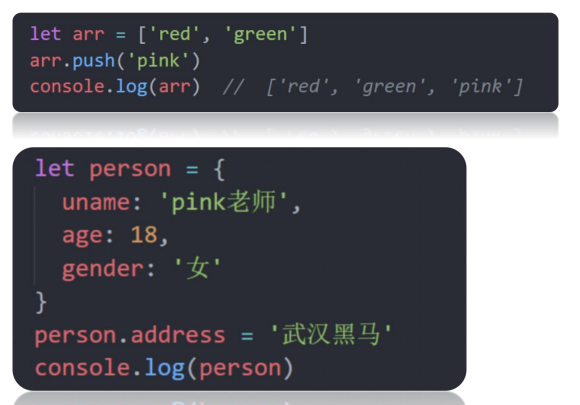 let arr = ['red', 'green']
arr.push('pink')
console.log(arr)  //  ['red', 'green', 'pink']
let person = {
  uname: 'pink老师',
  age: 18,
  gender: '女'
}
person.address = '武汉黑马'
console.log(person)